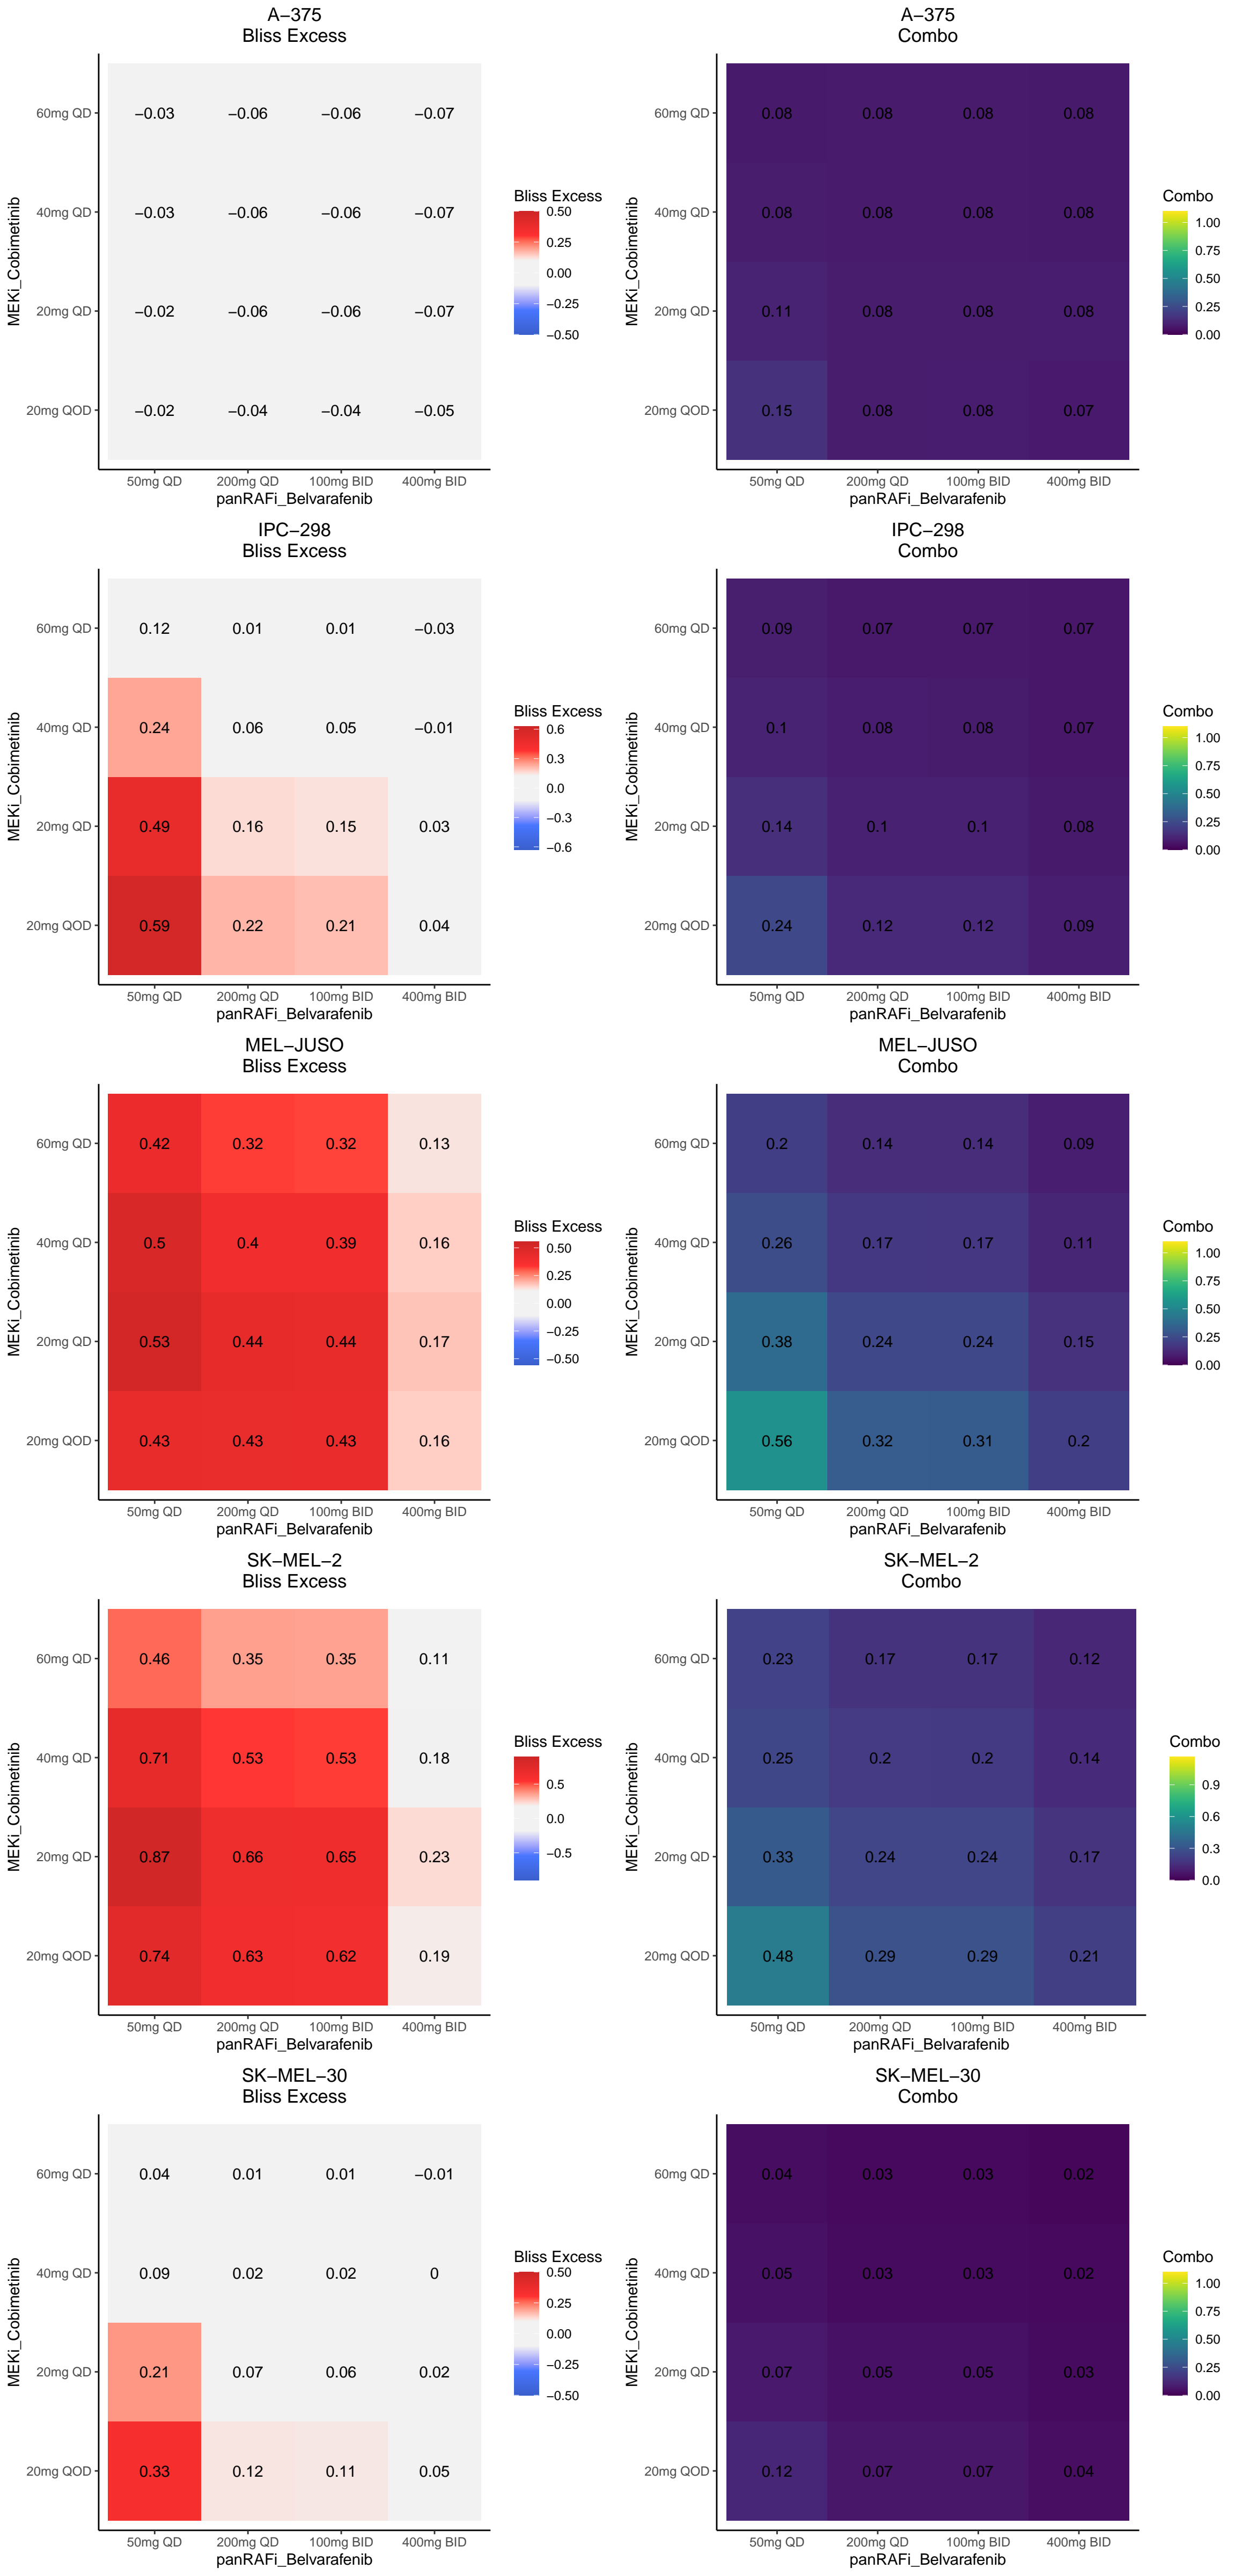 A−375
Bliss Excess
MEKi_Cobimetinib
60mg QD
−0.03 −0.06 −0.06 −0.07
40mg QD
−0.03 −0.06 −0.06 −0.07
20mg QD
−0.02 −0.06 −0.06 −0.07
20mg QOD
−0.02 −0.04 −0.04 −0.05
50mg QD 200mg QD 100mg BID 400mg BID
panRAFi_Belvarafenib
Bliss Excess
0.50
0.25
0.00
−0.25
−0.50
A−375
Combo
MEKi_Cobimetinib
60mg QD
0.08 0.08 0.08 0.08
40mg QD
0.08 0.08 0.08 0.08
20mg QD
0.11 0.08 0.08 0.08
20mg QOD
0.15 0.08 0.08 0.07
50mg QD 200mg QD 100mg BID 400mg BID
panRAFi_Belvarafenib
Combo
1.00
0.75
0.50
0.25
0.00
IPC−298
Bliss Excess
MEKi_Cobimetinib
60mg QD
0.12 0.01 0.01 −0.03
40mg QD
0.24 0.06 0.05 −0.01
20mg QD
0.49 0.16 0.15 0.03
20mg QOD
0.59 0.22 0.21 0.04
50mg QD 200mg QD 100mg BID 400mg BID
panRAFi_Belvarafenib
Bliss Excess
0.6
0.3
0.0
−0.3
−0.6
IPC−298
Combo
MEKi_Cobimetinib
60mg QD
0.09 0.07 0.07 0.07
40mg QD
0.1 0.08 0.08 0.07
20mg QD
0.14 0.1 0.1 0.08
20mg QOD
0.24 0.12 0.12 0.09
50mg QD 200mg QD 100mg BID 400mg BID
panRAFi_Belvarafenib
Combo
1.00
0.75
0.50
0.25
0.00
MEL−JUSO
Bliss Excess
MEKi_Cobimetinib
60mg QD
0.42 0.32 0.32 0.13
40mg QD
0.5 0.4 0.39 0.16
20mg QD
0.53 0.44 0.44 0.17
20mg QOD
0.43 0.43 0.43 0.16
50mg QD 200mg QD 100mg BID 400mg BID
panRAFi_Belvarafenib
Bliss Excess
0.50
0.25
0.00
−0.25
−0.50
MEL−JUSO
Combo
MEKi_Cobimetinib
60mg QD
0.2 0.14 0.14 0.09
40mg QD
0.26 0.17 0.17 0.11
20mg QD
0.38 0.24 0.24 0.15
20mg QOD
0.56 0.32 0.31 0.2
50mg QD 200mg QD 100mg BID 400mg BID
panRAFi_Belvarafenib
Combo
1.00
0.75
0.50
0.25
0.00
SK−MEL−2
Bliss Excess
MEKi_Cobimetinib
60mg QD
0.46 0.35 0.35 0.11
40mg QD
0.71 0.53 0.53 0.18
20mg QD
0.87 0.66 0.65 0.23
20mg QOD
0.74 0.63 0.62 0.19
50mg QD 200mg QD 100mg BID 400mg BID
panRAFi_Belvarafenib
Bliss Excess
0.5
0.0
−0.5
SK−MEL−2
Combo
MEKi_Cobimetinib
60mg QD
0.23 0.17 0.17 0.12
40mg QD
0.25 0.2 0.2 0.14
20mg QD
0.33 0.24 0.24 0.17
20mg QOD
0.48 0.29 0.29 0.21
50mg QD 200mg QD 100mg BID 400mg BID
panRAFi_Belvarafenib
Combo
0.9
0.6
0.3
0.0
SK−MEL−30
Bliss Excess
MEKi_Cobimetinib
60mg QD
0.04 0.01 0.01 −0.01
40mg QD
0.09 0.02 0.02 0
20mg QD
0.21 0.07 0.06 0.02
20mg QOD
0.33 0.12 0.11 0.05
50mg QD 200mg QD 100mg BID 400mg BID
panRAFi_Belvarafenib
Bliss Excess
0.50
0.25
0.00
−0.25
−0.50
SK−MEL−30
Combo
MEKi_Cobimetinib
60mg QD
0.04 0.03 0.03 0.02
40mg QD
0.05 0.03 0.03 0.02
20mg QD
0.07 0.05 0.05 0.03
20mg QOD
0.12 0.07 0.07 0.04
50mg QD 200mg QD 100mg BID 400mg BID
panRAFi_Belvarafenib
Combo
1.00
0.75
0.50
0.25
0.00